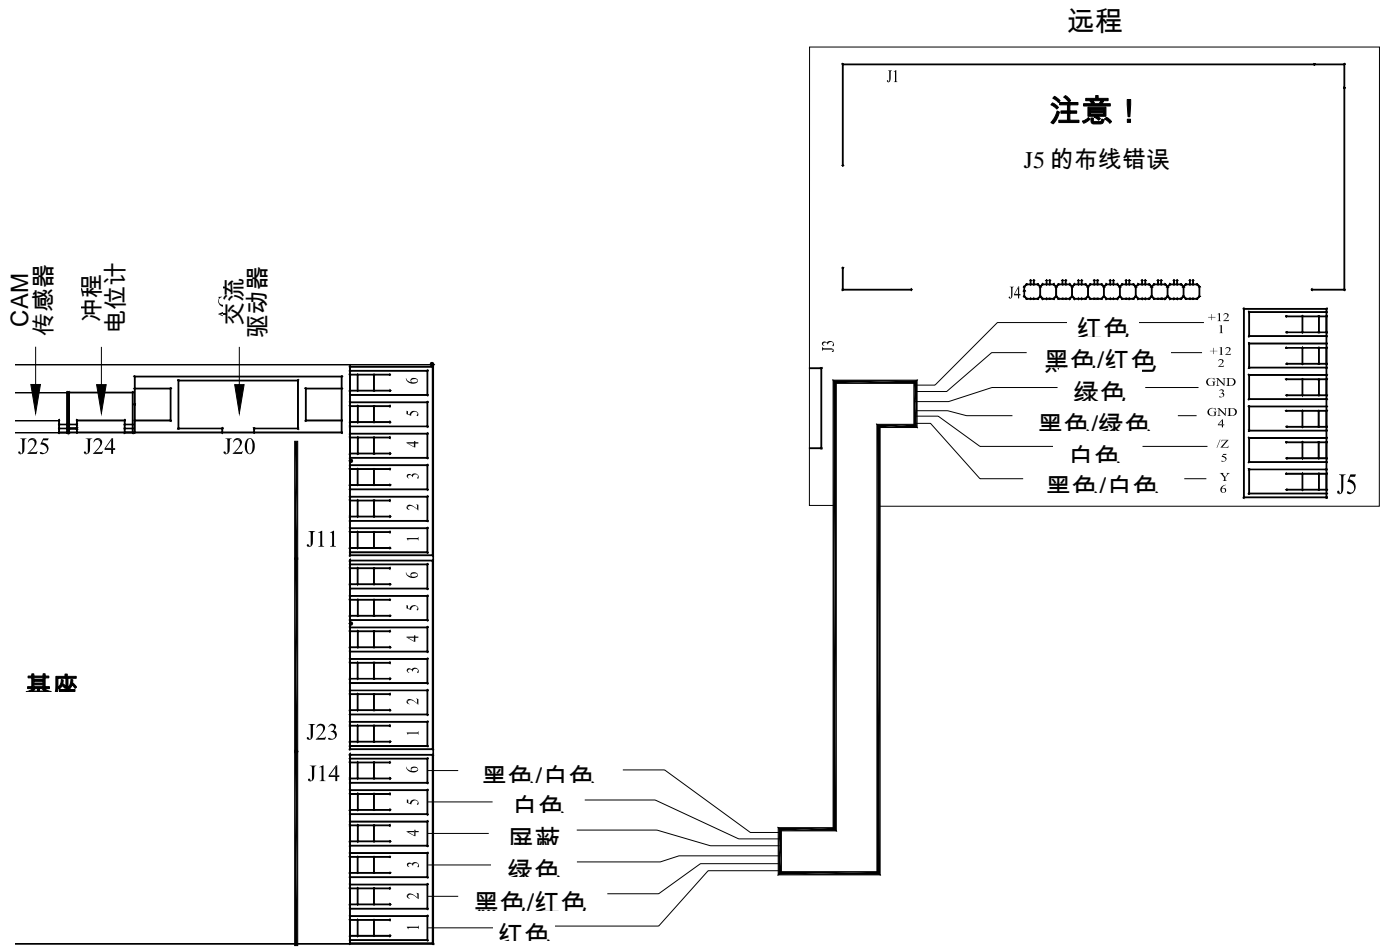 远程
J1
注意！
J5 的布线错误
J4
J3
红色
+12
1
黑色/红色
+12
2
绿色
GND
3
黑色/绿色
GND
4
白色
/Z
5
黑色/白色
Y
6
J5
CAM
传感器
冲程
电位计
交流
驱动器
J25
J24
J20
6
5
4
3
2
1
J11
6
5
4
3
2
1
J23
基座
J14
6
黑色/白色
5
白色
4
屏蔽
3
绿色
2
黑色/红色
1
红色